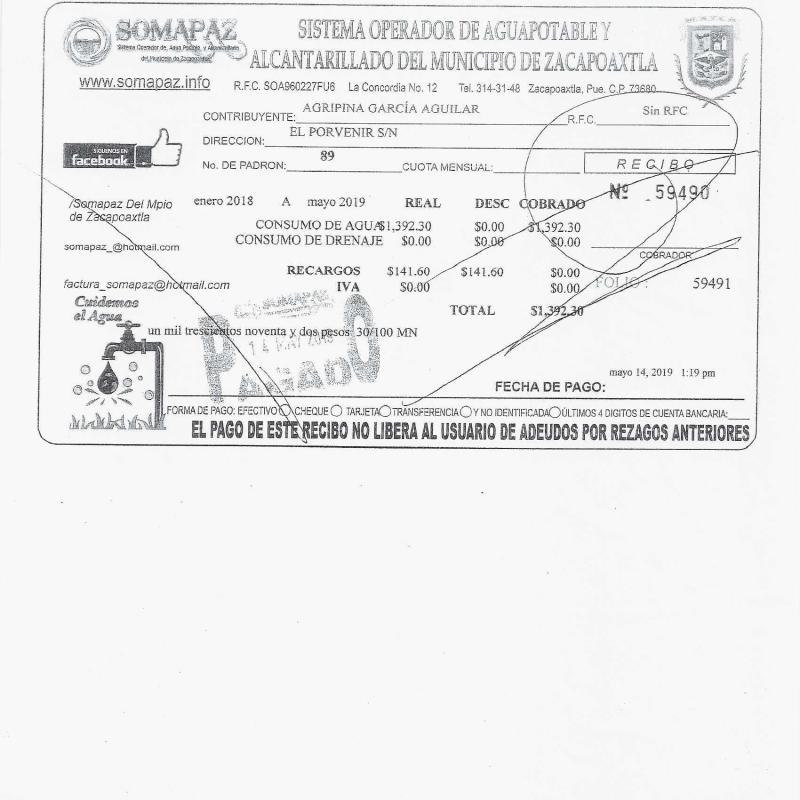 SOMAPAZ
Sistema Operador de, Agua Potable, y Alcantarillado
del Municipio de Zacapoaxtla
www.somapaz.info
SISTEMA OPERADOR DE AGUAPOTABLE Y
ALCANTARILLADO DEL MUNICIPIO DE ZACAPOAXTLA
R.F.C. SOA960227FU6 La Concordia No. 12 Tel. 314-31-48 Zacapoaxtla, Pue. C.P. 73680
CONTRIBUYENTE: AGRIPINA GARCÍA AGUILAR R.F.C. Sin RFC
DIRECCION: EL PORVENIR S/N
No. DE PADRON: 89 CUOTA MENSUAL: RECIBO
SIGUENOS EN
facebook
Nº 59490
/Somapaz Del Mpio
de Zacapoaxtla
enero 2018 A mayo 2019 REAL DESC COBRADO
CONSUMO DE AGUA $1,392.30 $0.00 $1,392.30
CONSUMO DE DRENAJE $0.00 $0.00 $0.00
somapaz_@hotmail.com
COBRADOR
RECARGOS $141.60 $141.60 $0.00
IVA $0.00 $0.00
factura_somapaz@hotmail.com
FOLIO : 59491
TOTAL $1,392.30
Cuidemos
el Agua
un mil trescientos noventa y dos pesos 30/100 MN
SOMAPAZ
PAGADO
mayo 14, 2019 1:19 pm
FECHA DE PAGO:
FORMA DE PAGO: EFECTIVO CHEQUE TARJETA TRANSFERENCIA Y NO IDENTIFICADA ÚLTIMOS 4 DIGITOS DE CUENTA BANCARIA:
EL PAGO DE ESTE RECIBO NO LIBERA AL USUARIO DE ADEUDOS POR REZAGOS ANTERIORES